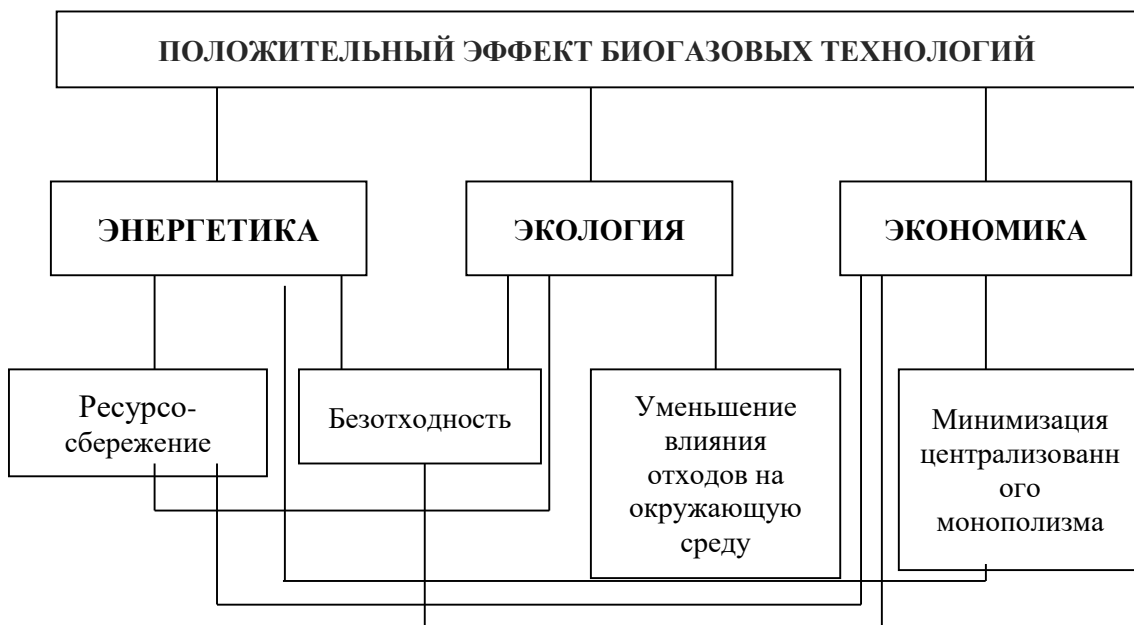 ПОЛОЖИТЕЛЬНЫЙ ЭФФЕКТ БИОГАЗОВЫХ ТЕХНОЛОГИЙ
ЭНЕРГЕТИКА
ЭКОЛОГИЯ
ЭКОНОМИКА
Ресурсо-
сбережение
Безотходность
Уменьшение
влияния
отходов на
окружающую
среду
Минимизация
централизованн
ого
монополизма